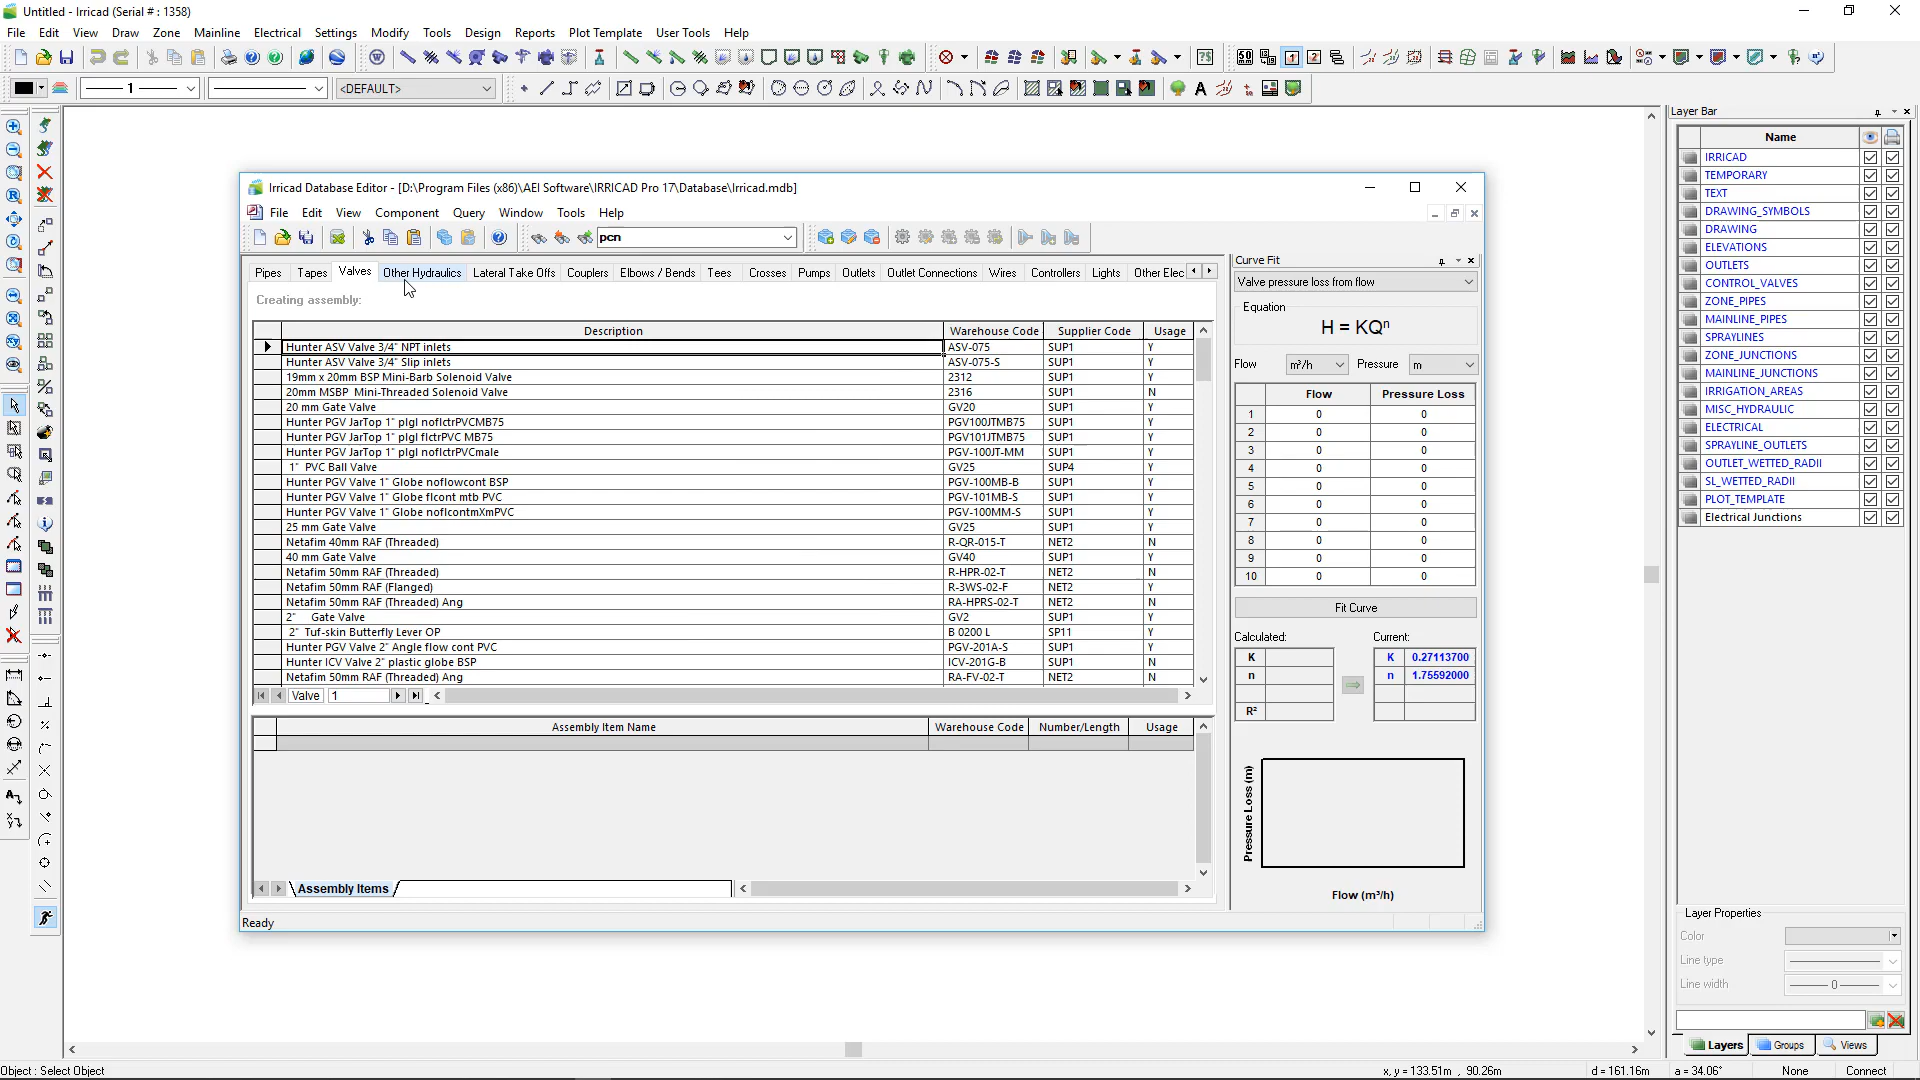 Untitled - Irricad (Serial # : 1358)
File Edit View Draw Zone Mainline Electrical Settings Modify Tools Design Reports Plot Template User Tools Help
1 <DEFAULT>
Layer Bar
Name
IRRICAD
TEMPORARY
TEXT
DRAWING_SYMBOLS
DRAWING
ELEVATIONS
OUTLETS
CONTROL_VALVES
ZONE_PIPES
MAINLINE_PIPES
SPRAYLINES
ZONE_JUNCTIONS
MAINLINE_JUNCTIONS
IRRIGATION_AREAS
MISC_HYDRAULIC
ELECTRICAL
SPRAYLINE_OUTLETS
OUTLET_WETTED_RADII
SL_WETTED_RADII
PLOT_TEMPLATE
Electrical Junctions
Layer Properties
Color
Line type
Line width 0
Layers Groups Views
Irricad Database Editor - [D:\Program Files (x86)\AEI Software\IRRICAD Pro 17\Database\Irricad.mdb]
File Edit View Component Query Window Tools Help
pcn
Pipes Tapes Valves Other Hydraulics Lateral Take Offs Couplers Elbows / Bends Tees Crosses Pumps Outlets Outlet Connections Wires Controllers Lights Other Elec
Creating assembly:
Description Warehouse Code Supplier Code Usage
Hunter ASV Valve 3/4" NPT inlets ASV-075 SUP1 Y
Hunter ASV Valve 3/4" Slip inlets ASV-075-S SUP1 Y
19mm x 20mm BSP Mini-Barb Solenoid Valve 2312 SUP1 Y
20mm MSBP Mini-Threaded Solenoid Valve 2316 SUP1 N
20 mm Gate Valve GV20 SUP1 Y
Hunter PGV JarTop 1" plgl noflctrPVCMB75 PGV100JTMB75 SUP1 Y
Hunter PGV JarTop 1" plgl flctrPVC MB75 PGV101JTMB75 SUP1 Y
Hunter PGV JarTop 1" plgl noflctrPVCmale PGV-100JT-MM SUP1 Y
1" PVC Ball Valve GV25 SUP4 Y
Hunter PGV Valve 1" Globe noflowcont BSP PGV-100MB-B SUP1 Y
Hunter PGV Valve 1" Globe flcont mtb PVC PGV-101MB-S SUP1 Y
Hunter PGV Valve 1" Globe noflcontmXmPVC PGV-100MM-S SUP1 Y
25 mm Gate Valve GV25 SUP1 Y
Netafim 40mm RAF (Threaded) R-QR-015-T NET2 N
40 mm Gate Valve GV40 SUP1 Y
Netafim 50mm RAF (Threaded) R-HPR-02-T NET2 N
Netafim 50mm RAF (Flanged) R-3WS-02-F NET2 Y
Netafim 50mm RAF (Threaded) Ang RA-HPRS-02-T NET2 N
2" Gate Valve GV2 SUP1 Y
2" Tuf-skin Butterfly Lever OP B 0200 L SP11 Y
Hunter PGV Valve 2" Angle flow cont PVC PGV-201A-S SUP1 Y
Hunter ICV Valve 2" plastic globe BSP ICV-201G-B SUP1 N
Netafim 50mm RAF (Threaded) Ang RA-FV-02-T NET2 N
Valve 1
Assembly Item Name Warehouse Code Number/Length Usage
Assembly Items
Ready
Curve Fit
Valve pressure loss from flow
Equation
H = KQⁿ
Flow m³/h Pressure m
Flow Pressure Loss
1 0 0
2 0 0
3 0 0
4 0 0
5 0 0
6 0 0
7 0 0
8 0 0
9 0 0
10 0 0
Fit Curve
Calculated: Current:
K K 0.27113700
n n 1.75592000
R²
Pressure Loss (m)
Flow (m³/h)
Object : Select Object x, y = 133.51m , 90.26m d = 161.16m a = 34.06° None Connect